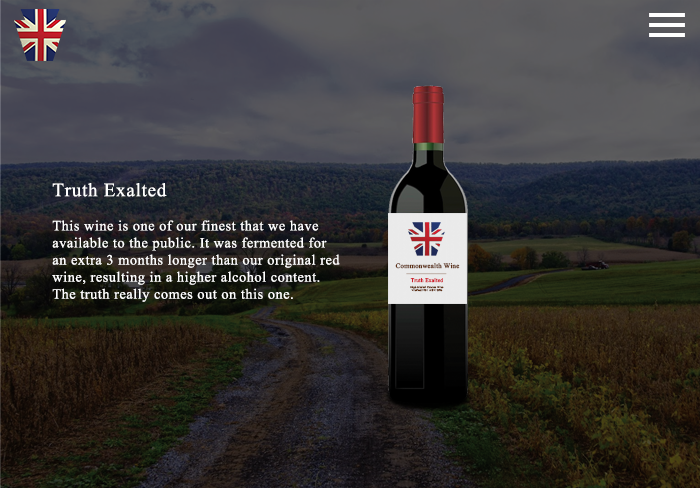 Truth Exalted
This wine is one of our finest that we have
available to the public. It was fermented for
an extra 3 months longer than our original red
wine, resulting in a higher alcohol content.
The truth really comes out on this one.
Commonwealth Wine
Truth Exalted